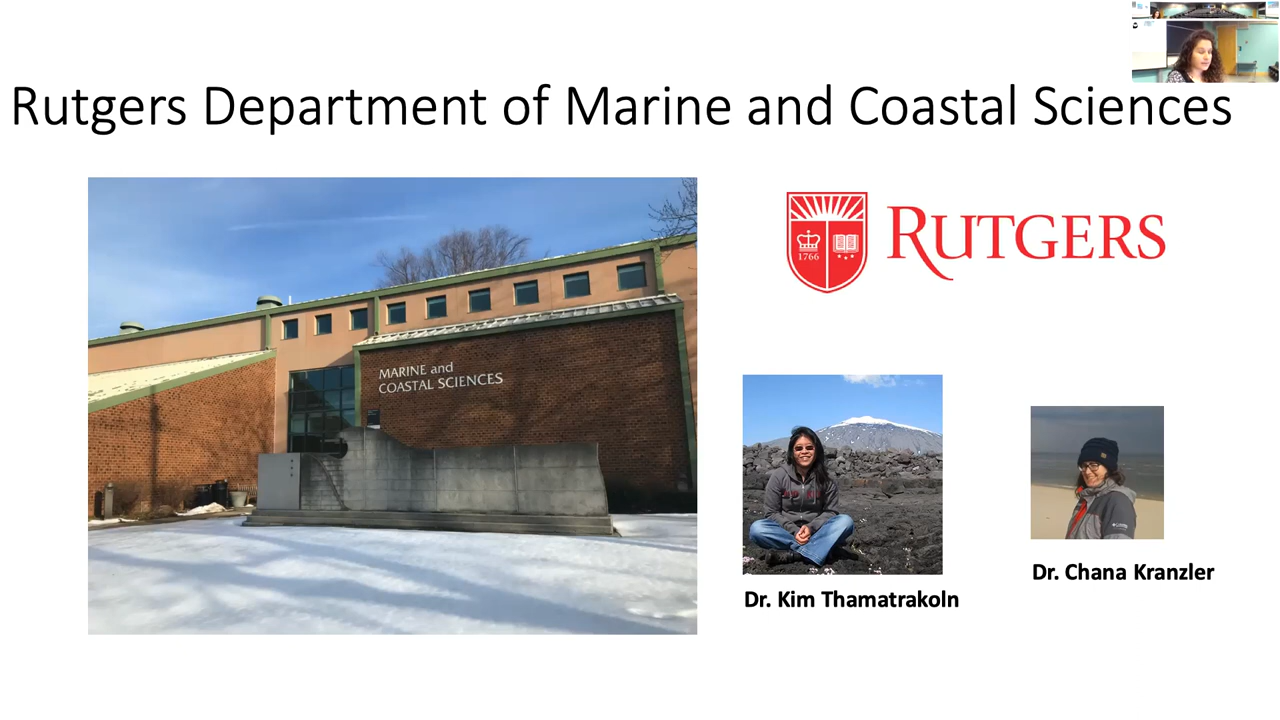 Rutgers Department of Marine and Coastal Sciences
MARINE and
COASTAL SCIENCES
1766
RUTGERS
Dr. Kim Thamatrakoln
Dr. Chana Kranzler